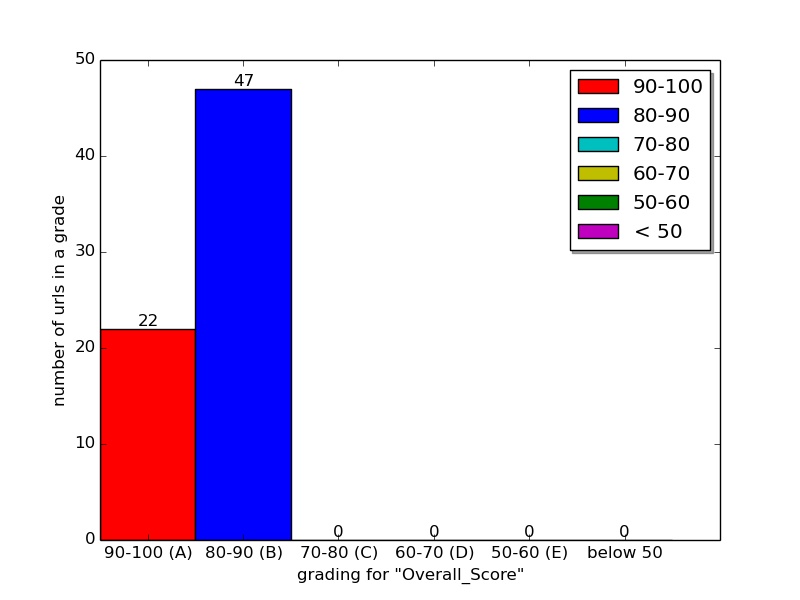 50
40
30
20
10
0
number of urls in a grade
22
47
0
0
0
0
90-100
80-90
70-80
60-70
50-60
< 50
90-100 (A)
80-90 (B)
70-80 (C)
60-70 (D)
50-60 (E)
below 50
grading for "Overall_Score"